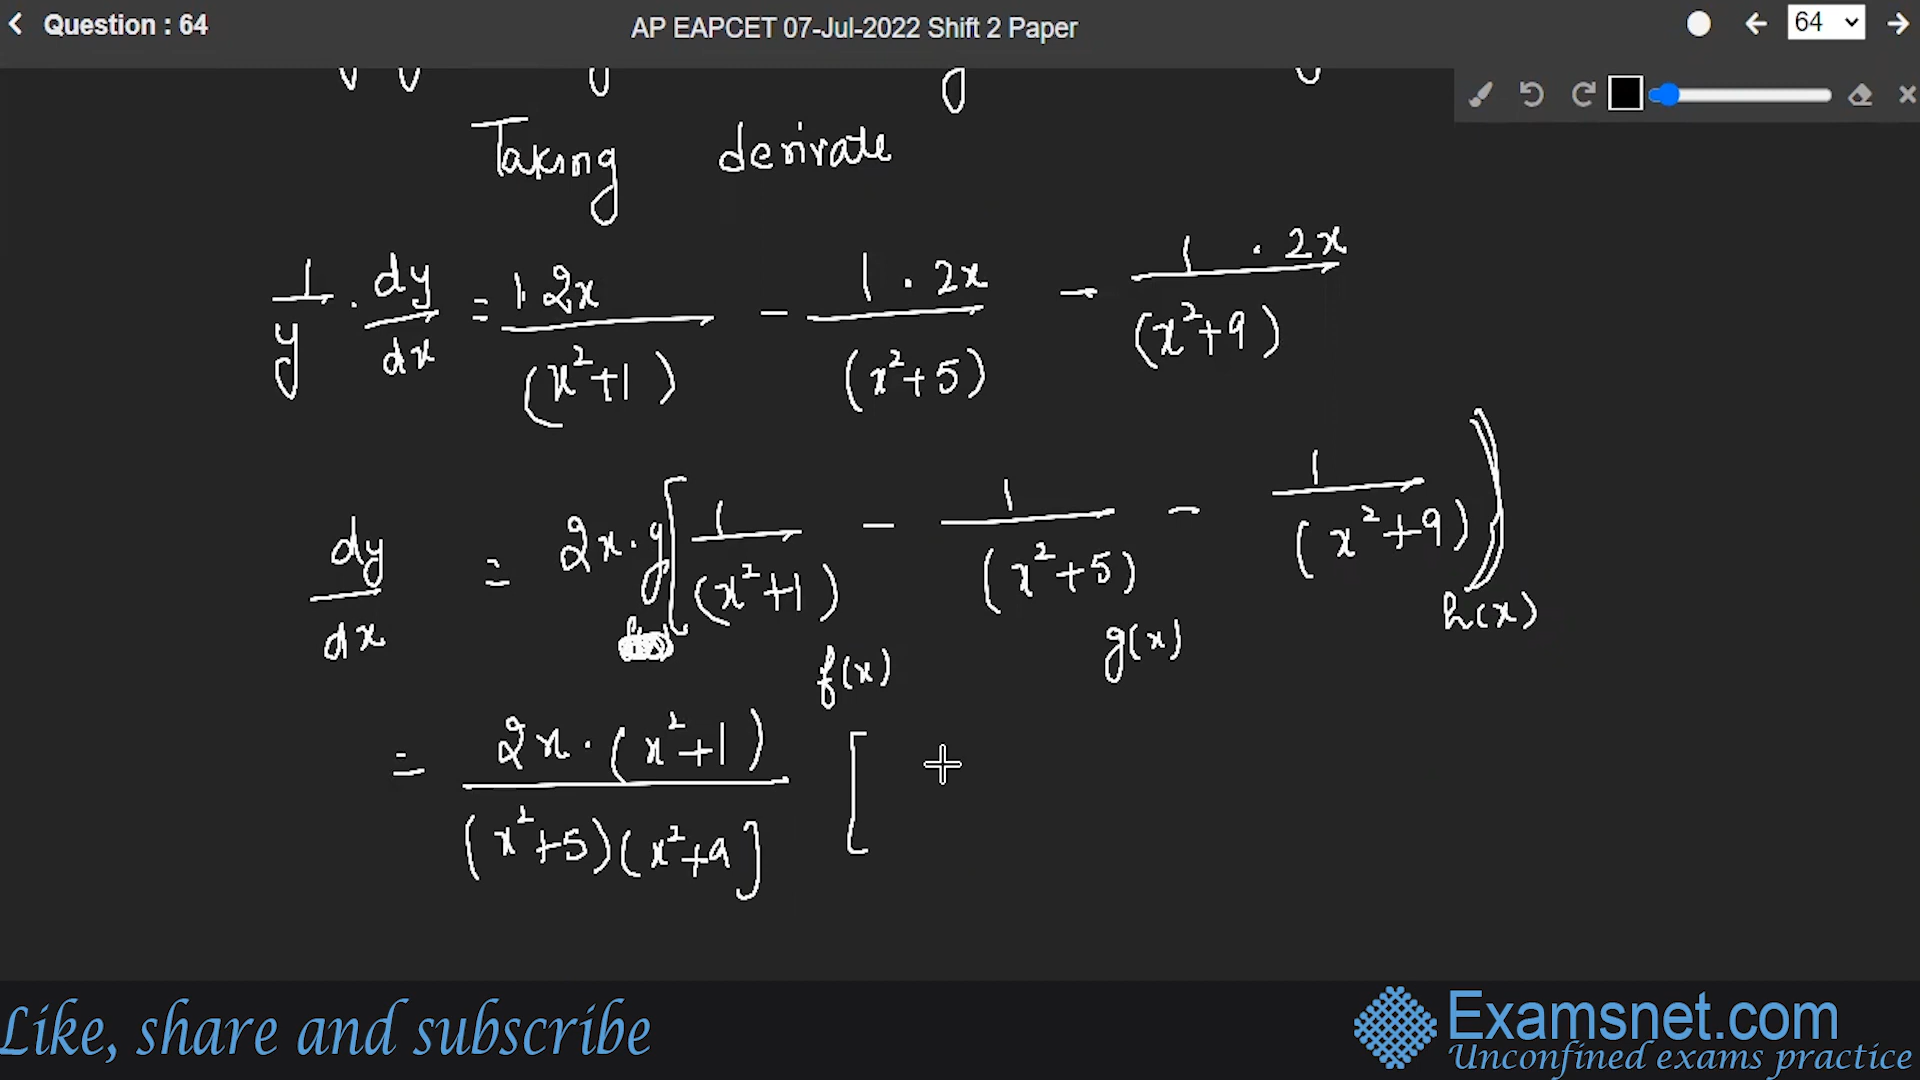 Question : 64
AP EAPCET 07-Jul-2022 Shift 2 Paper
64
Taking derivate
1/y · dy/dx = 1·2x/(x²+1) − 1·2x/(x²+5) − 1·2x/(x²+9)
dy/dx = 2x·y[1/(x²+1) − 1/(x²+5) − 1/(x²+9))
f(x) g(x) h(x)
= 2x·(x²+1)/(x²+5)(x²+9] [
Like, share and subscribe
Examsnet.com
Unconfined exams practice